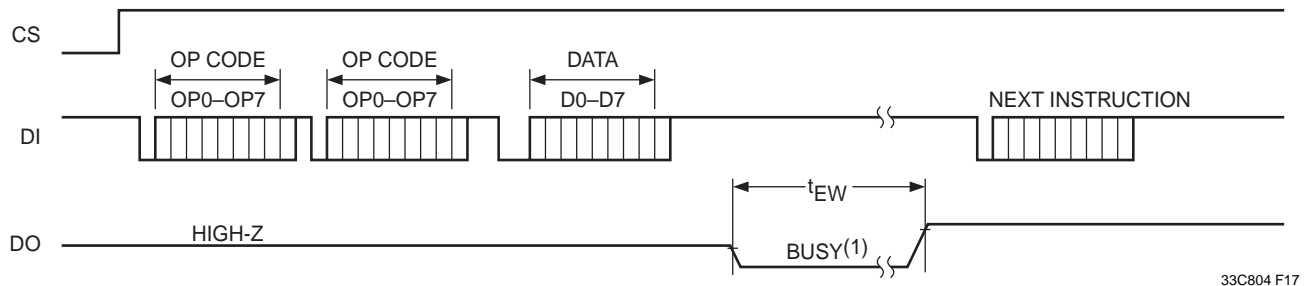 CS
OP CODE OP CODE DATA
OP0–OP7 OP0–OP7 D0–D7 NEXT INSTRUCTION
DI
tEW
DO HIGH-Z BUSY(1)
33C804 F17